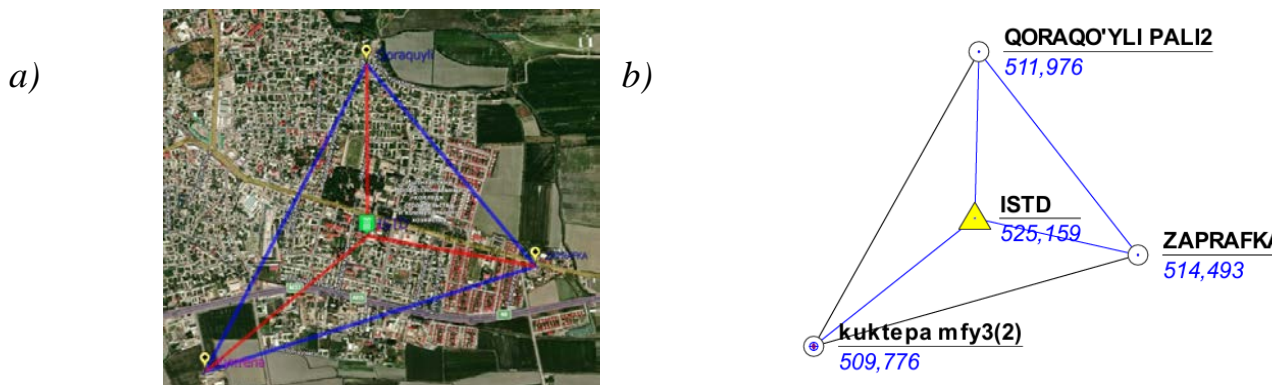 a)
b)
QORAQO'YLI PALI2
511,976
ISTD
525,159
ZAPRAFKA
514,493
kuktepa mfy3(2)
509,776